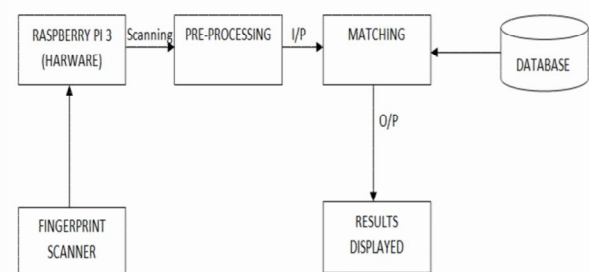 RASPBERRY PI 3
(HARWARE)
Scanning
PRE-PROCESSING
I/P
MATCHING
DATABASE
O/P
FINGERPRINT
SCANNER
RESULTS
DISPLAYED